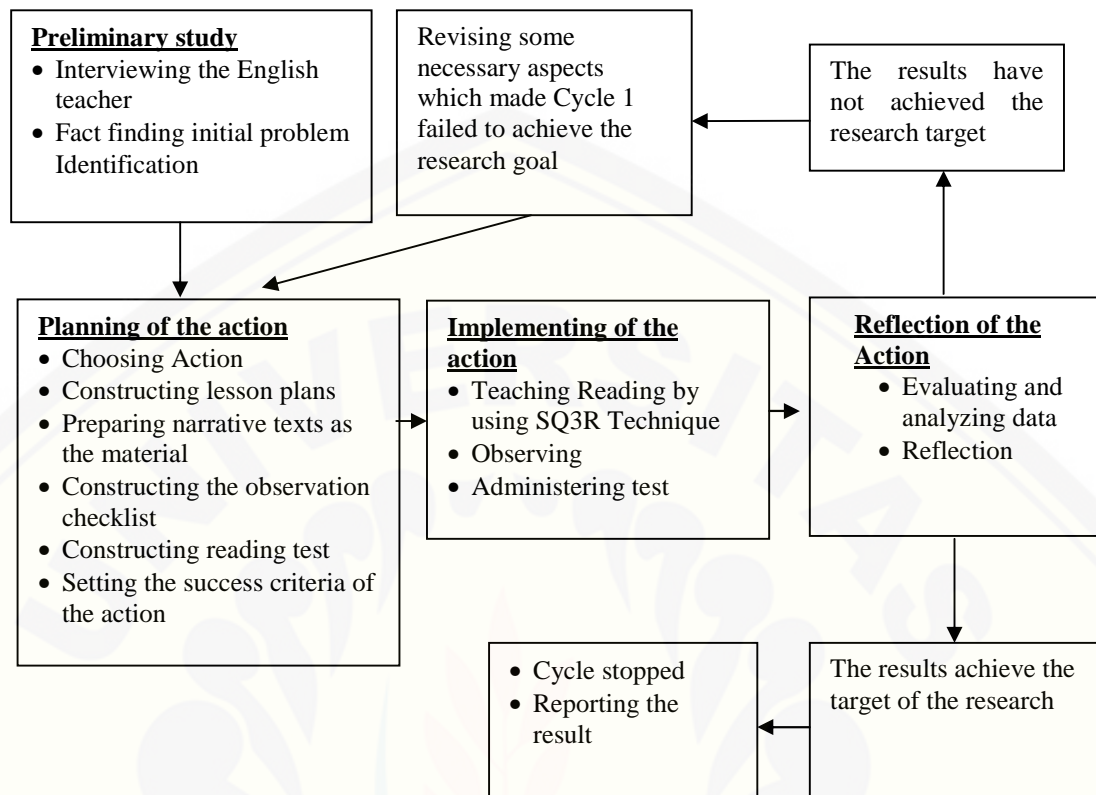 Preliminary study
• Interviewing the English
teacher
• Fact finding initial problem
Identification
Revising some
necessary aspects
which made Cycle 1
failed to achieve the
research goal
The results have
not achieved the
research target
Planning of the action
• Choosing Action
• Constructing lesson plans
• Preparing narrative texts as
the material
• Constructing the observation
checklist
• Constructing reading test
• Setting the success criteria of
the action
Implementing of the
action
• Teaching Reading by
using SQ3R Technique
• Observing
• Administering test
Reflection of the
Action
• Evaluating and
analyzing data
• Reflection
• Cycle stopped
• Reporting the
result
The results achieve the
target of the research
UNIVERSITAS